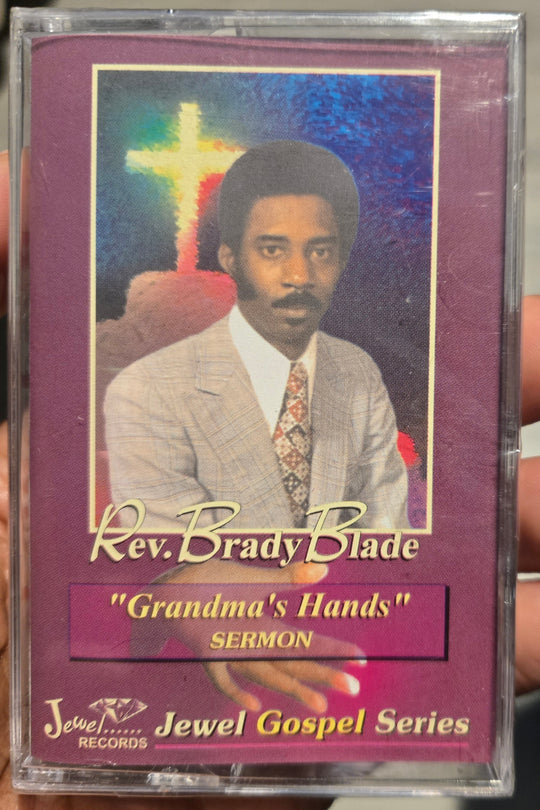 Rev. Brady Blade
"Grandma's Hands"
SERMON
Jewel......
RECORDS
Jewel Gospel Series